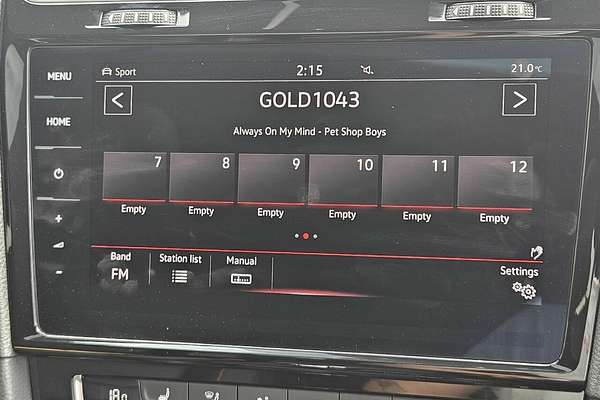 MENU
HOME
Sport 2:15 21.0°C
GOLD1043
Always On My Mind - Pet Shop Boys
7 8 9 10 11 12
Empty Empty Empty Empty Empty Empty
Band Station list Manual
FM
Settings